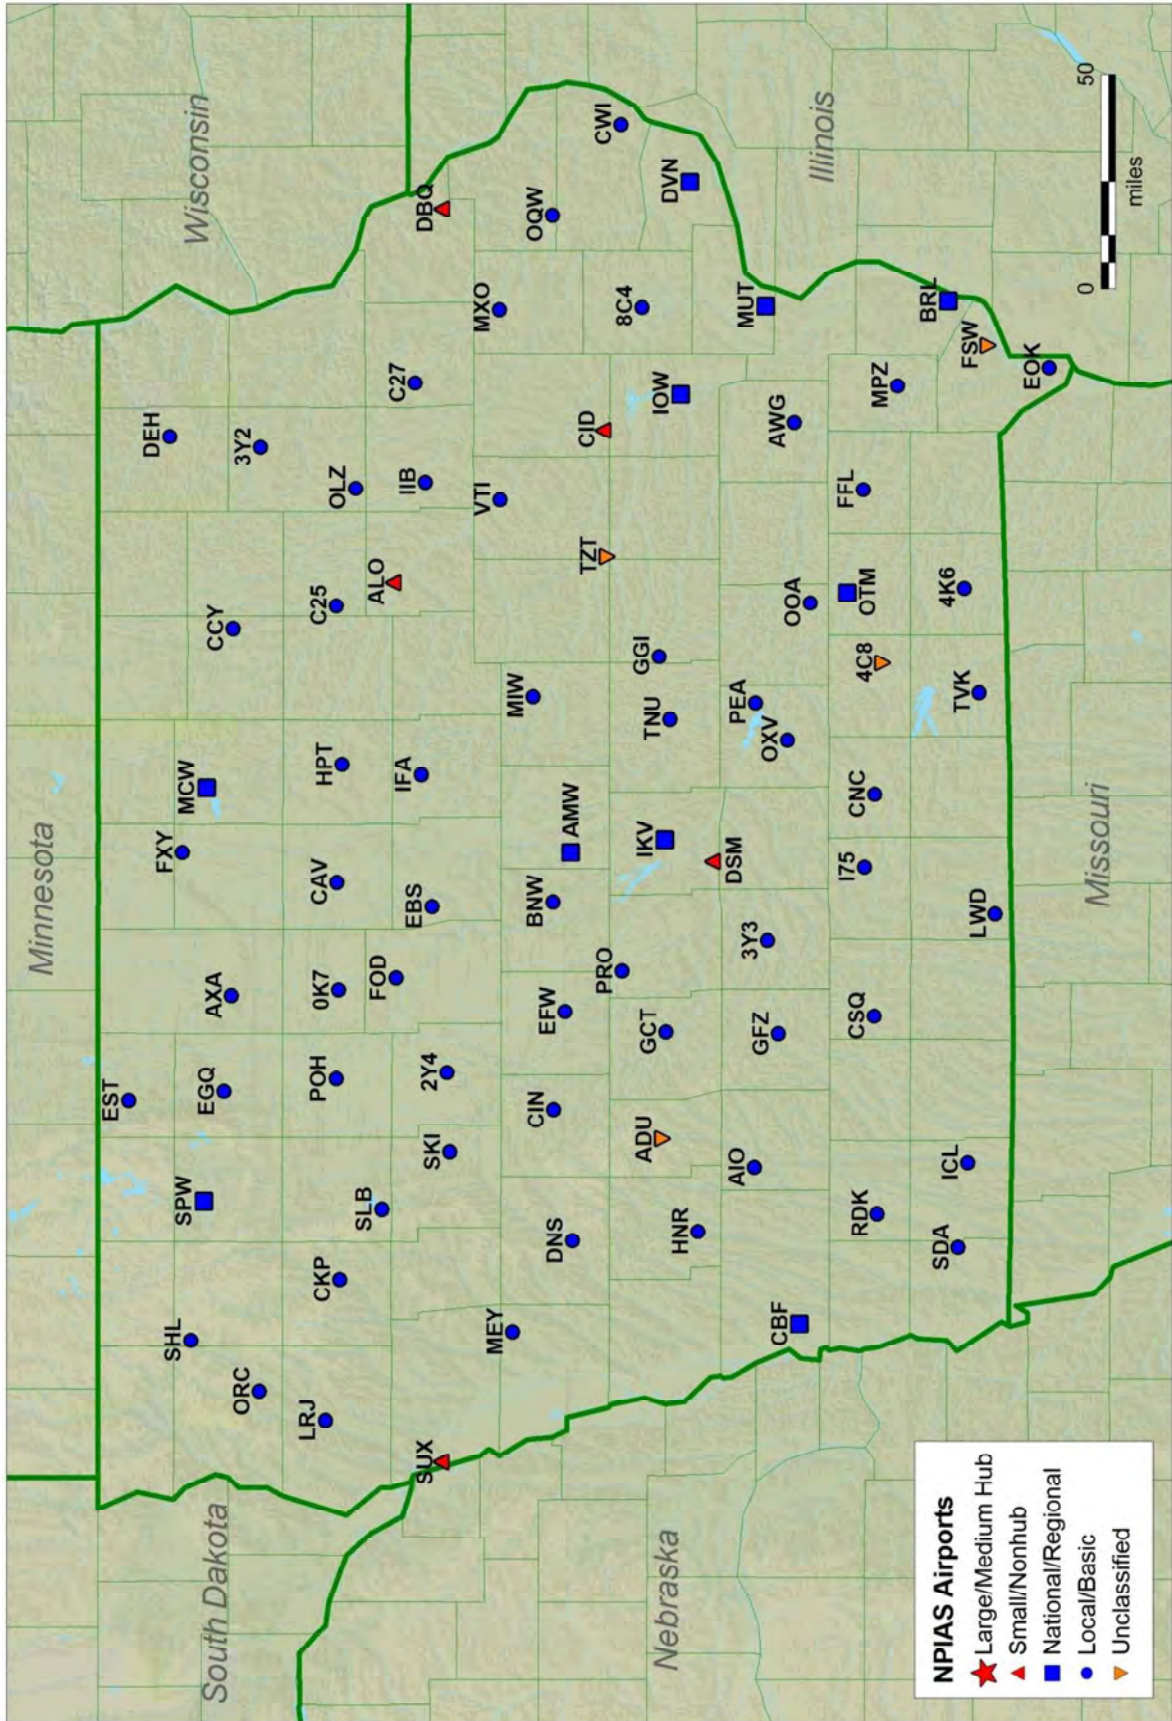 Minnesota
EST
DEH
SHL
FXY
SPW
MCW
Wisconsin
South Dakota
EGQ
AXA
CCY
ORC
3Y2
LRJ
CKP
POH
0K7
CAV
HPT
C25
OLZ
SLB
FOD
ALO
SUX
SKI
2Y4
EBS
IFA
IIB
C27
DBQ
MEY
MIW
VTI
MXO
DNS
CIN
EFW
BNW
AMW
TZT
CID
OQW
PRO
CWI
ADU
GCT
IKV
TNU
GGI
IOW
8C4
HNR
DSM
DVN
Nebraska
AIO
GFZ
3Y3
OXV
PEA
OOA
AWG
MUT
CBF
Illinois
RDK
CSQ
I75
CNC
4C8
OTM
FFL
MPZ
SDA
ICL
LWD
TVK
4K6
FSW
BRL
EOK
Missouri
0
50
miles
NPIAS Airports
Large/Medium Hub
Small/Nonhub
National/Regional
Local/Basic
Unclassified